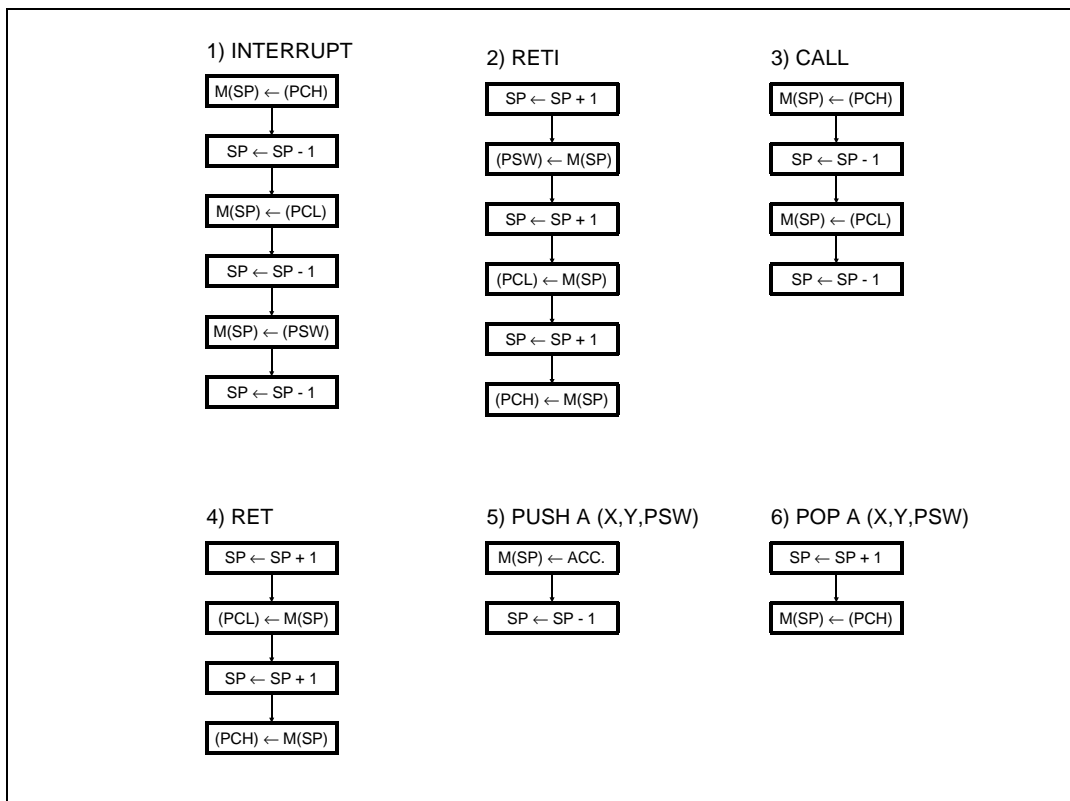 1) INTERRUPT
M(SP) ← (PCH)
SP ← SP - 1
M(SP) ← (PCL)
SP ← SP - 1
M(SP) ← (PSW)
SP ← SP - 1
2) RETI
SP ← SP + 1
(PSW) ← M(SP)
SP ← SP + 1
(PCL) ← M(SP)
SP ← SP + 1
(PCH) ← M(SP)
3) CALL
M(SP) ← (PCH)
SP ← SP - 1
M(SP) ← (PCL)
SP ← SP - 1
4) RET
SP ← SP + 1
(PCL) ← M(SP)
SP ← SP + 1
(PCH) ← M(SP)
5) PUSH A (X,Y,PSW)
M(SP) ← ACC.
SP ← SP - 1
6) POP A (X,Y,PSW)
SP ← SP + 1
M(SP) ← (PCH)